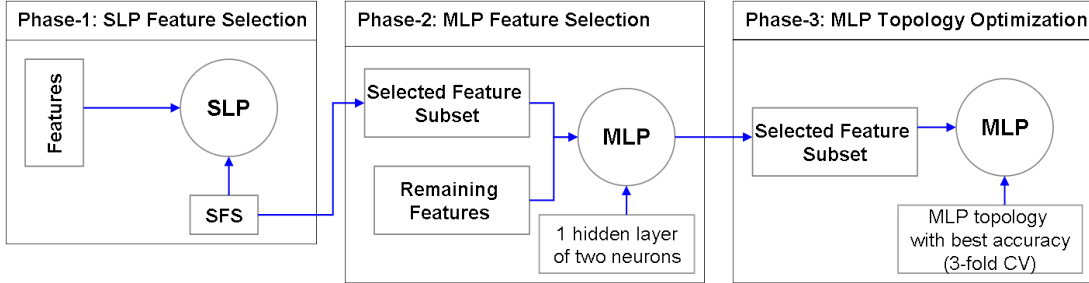 Phase-1: SLP Feature Selection
Features
SLP
SFS
Phase-2: MLP Feature Selection
Selected Feature
Subset
Remaining
Features
MLP
1 hidden layer
of two neurons
Phase-3: MLP Topology Optimization
Selected Feature
Subset
MLP
MLP topology
with best accuracy
(3-fold CV)